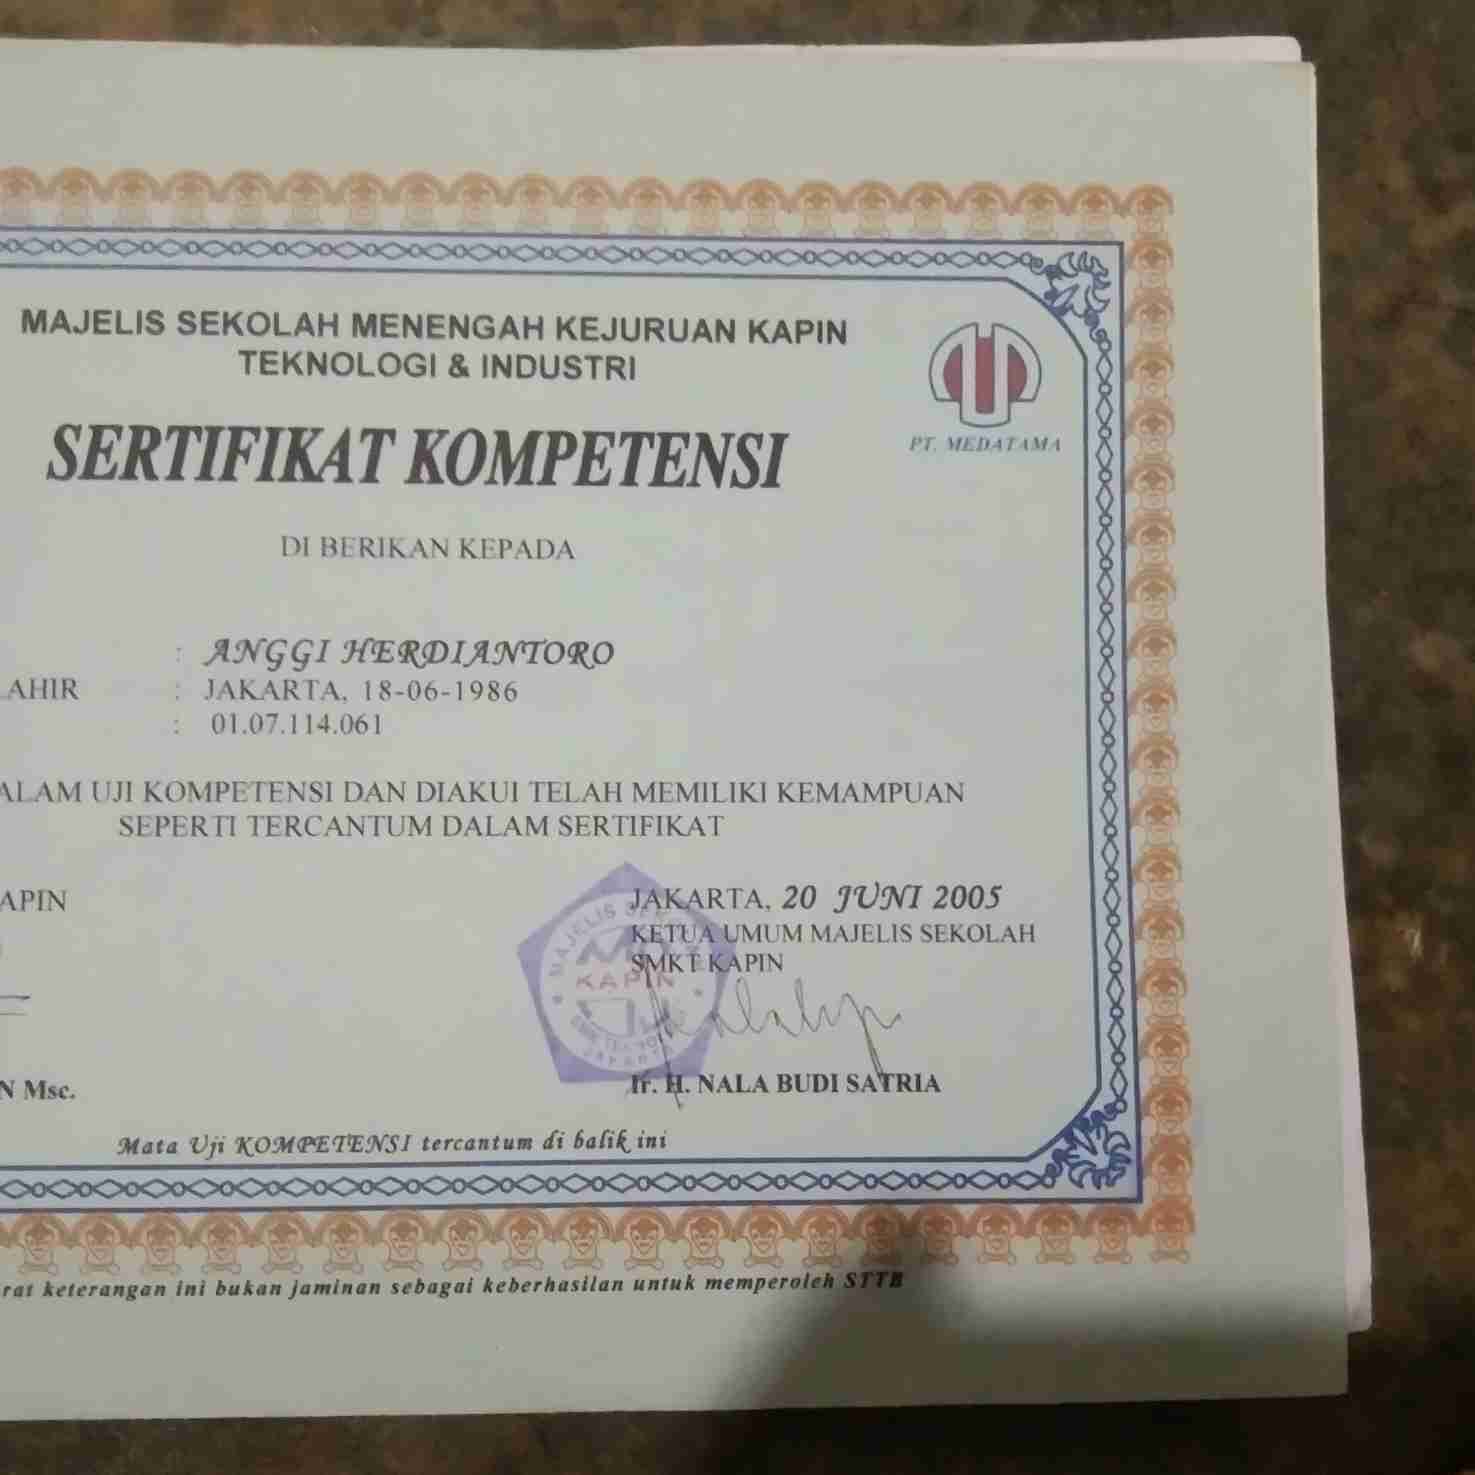 MAJELIS SEKOLAH MENENGAH KEJURUAN KAPIN
TEKNOLOGI & INDUSTRI
PT. MEDATAMA
SERTIFIKAT KOMPETENSI
DI BERIKAN KEPADA
: ANGGI HERDIANTORO
AHIR : JAKARTA, 18-06-1986
: 01.07.114.061
ALAM UJI KOMPETENSI DAN DIAKUI TELAH MEMILIKI KEMAMPUAN
SEPERTI TERCANTUM DALAM SERTIFIKAT
APIN
JAKARTA, 20 JUNI 2005
KETUA UMUM MAJELIS SEKOLAH
SMKT KAPIN
MAJELIS
KAPIN
JAKARTA
N Msc.
Ir. H. NALA BUDI SATRIA
Mata Uji KOMPETENSI tercantum di balik ini
rat keterangan ini bukan jaminan sebagai keberhasilan untuk memperoleh STTB